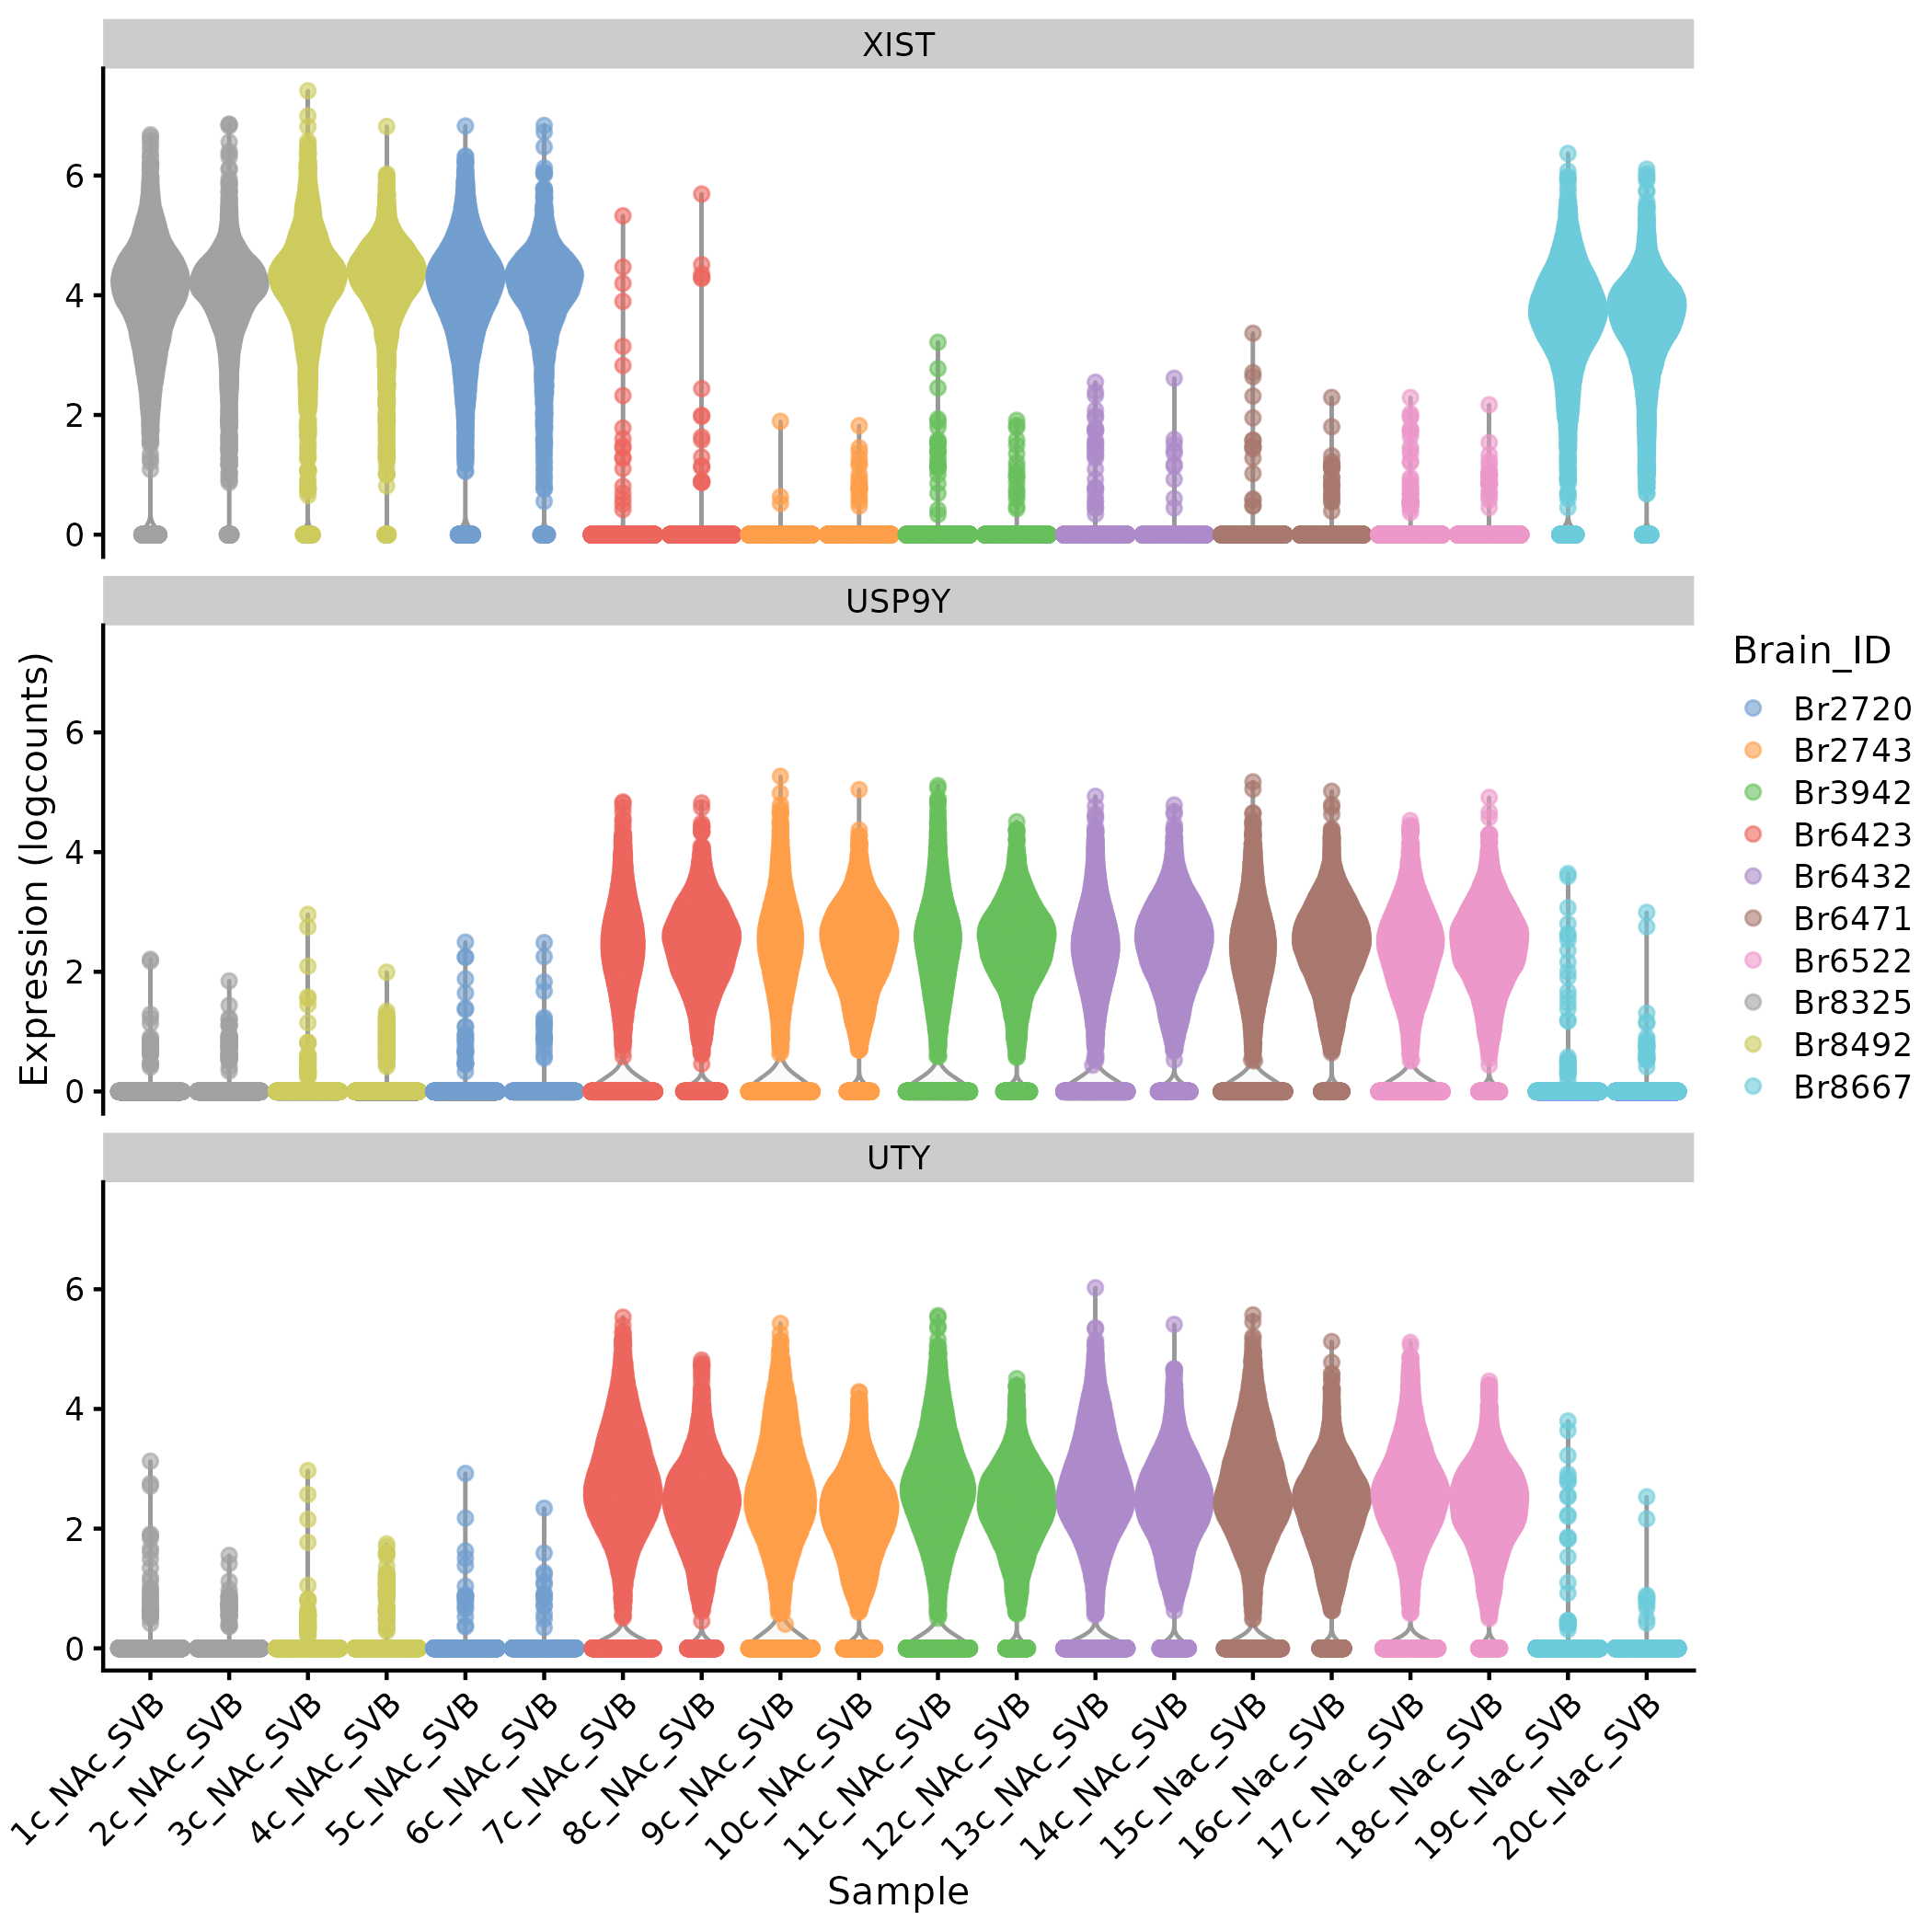 XIST
6
4
2
0
USP9Y
6
4
2
0
UTY
6
4
2
0
Expression (logcounts)
1c_NAc_SVB
2c_NAc_SVB
3c_NAc_SVB
4c_NAc_SVB
5c_NAc_SVB
6c_NAc_SVB
7c_NAc_SVB
8c_NAc_SVB
9c_NAc_SVB
10c_NAc_SVB
11c_NAc_SVB
12c_NAc_SVB
13c_NAc_SVB
14c_NAc_SVB
15c_Nac_SVB
16c_Nac_SVB
17c_Nac_SVB
18c_Nac_SVB
19c_Nac_SVB
20c_Nac_SVB
Sample
Brain_ID
Br2720
Br2743
Br3942
Br6423
Br6432
Br6471
Br6522
Br8325
Br8492
Br8667